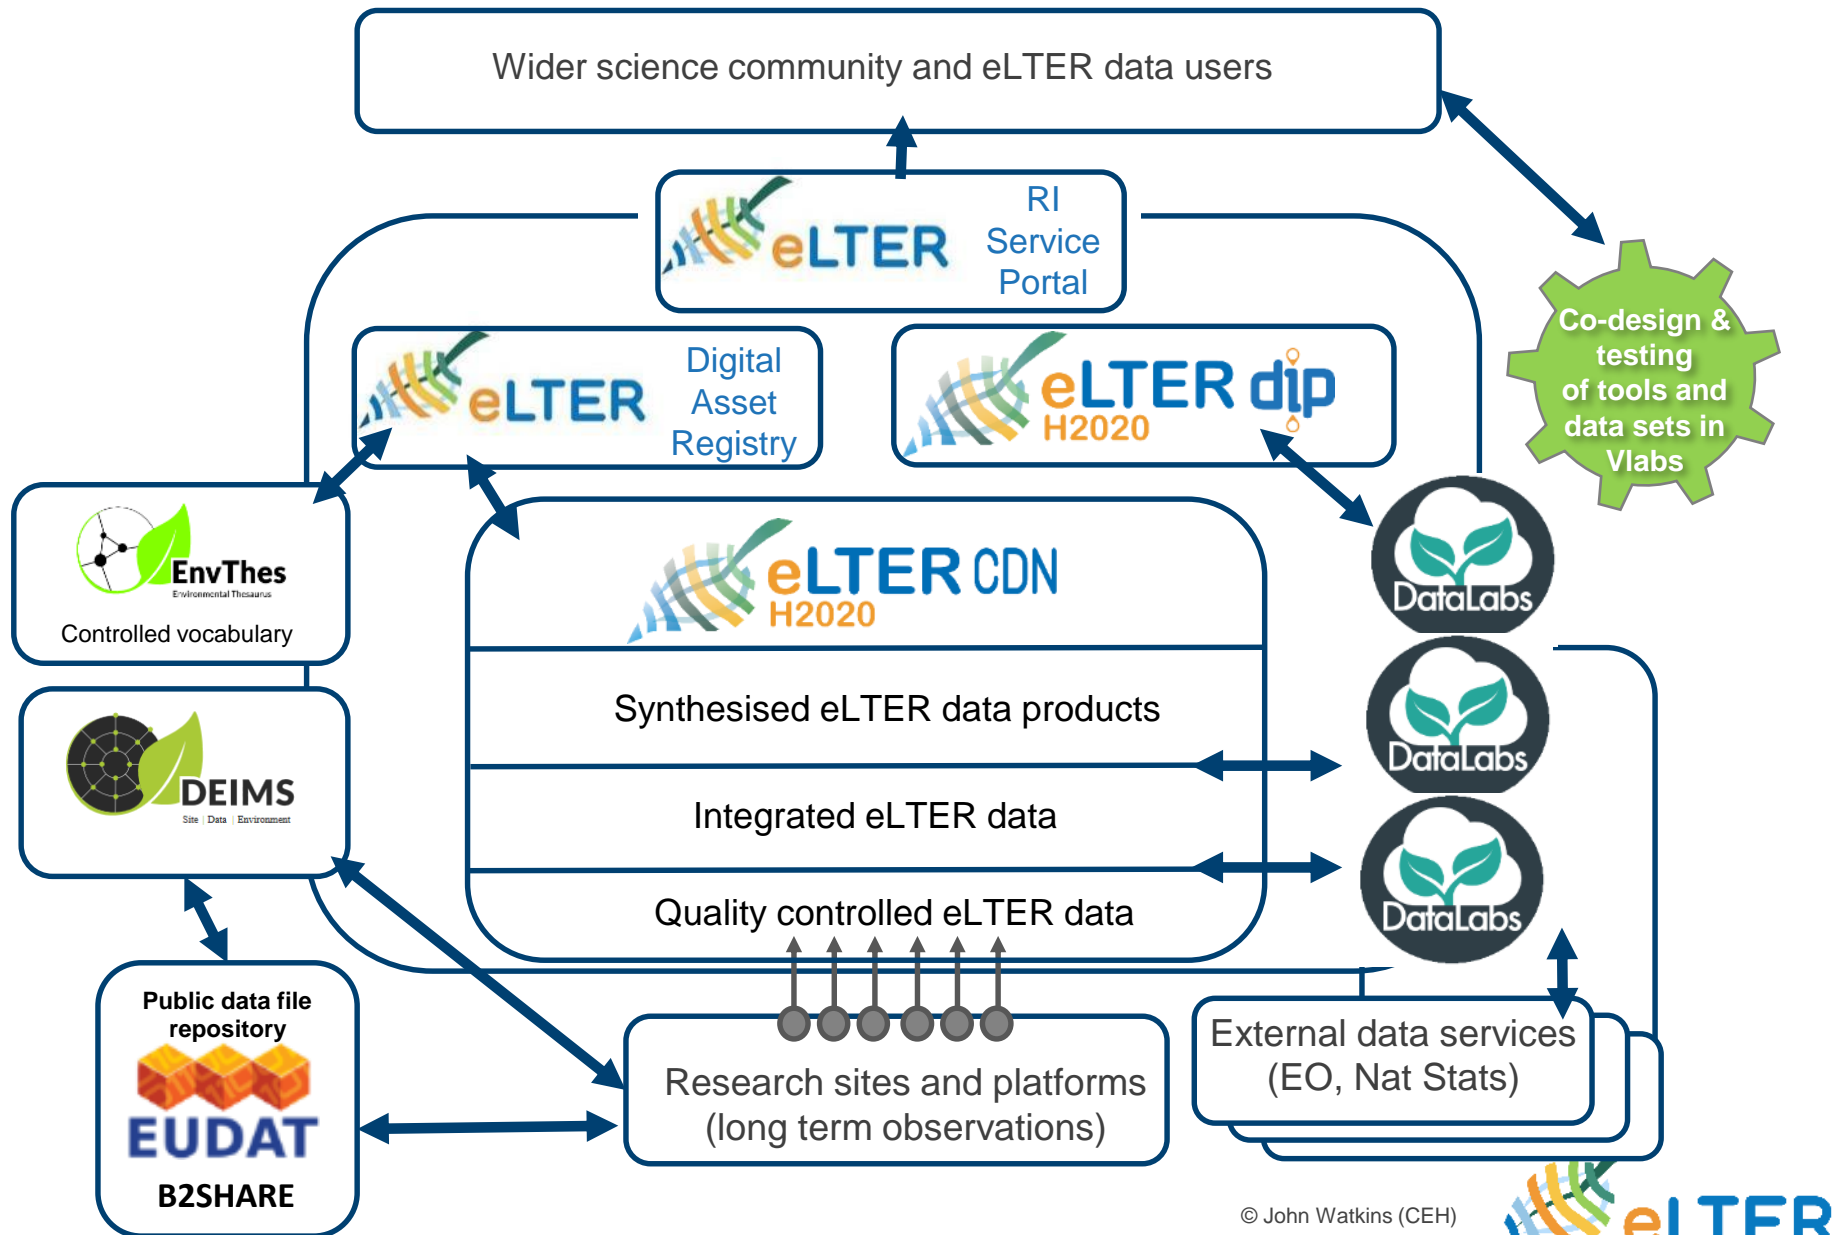 Wider science community and eLTER data users
eLTER
RI
Service
Portal
eLTER
Digital
Asset
Registry
eLTER dip
H2020
Co-design &
testing
of tools and
data sets in
Vlabs
EnvThes
Environmental Thesaurus
Controlled vocabulary
eLTER CDN
H2020
DataLabs
Synthesised eLTER data products
DataLabs
DEIMS
Site | Data | Environment
Integrated eLTER data
Quality controlled eLTER data
DataLabs
Public data file
repository
EUDAT
B2SHARE
Research sites and platforms
(long term observations)
External data services
(EO, Nat Stats)
© John Watkins (CEH)
eLTER